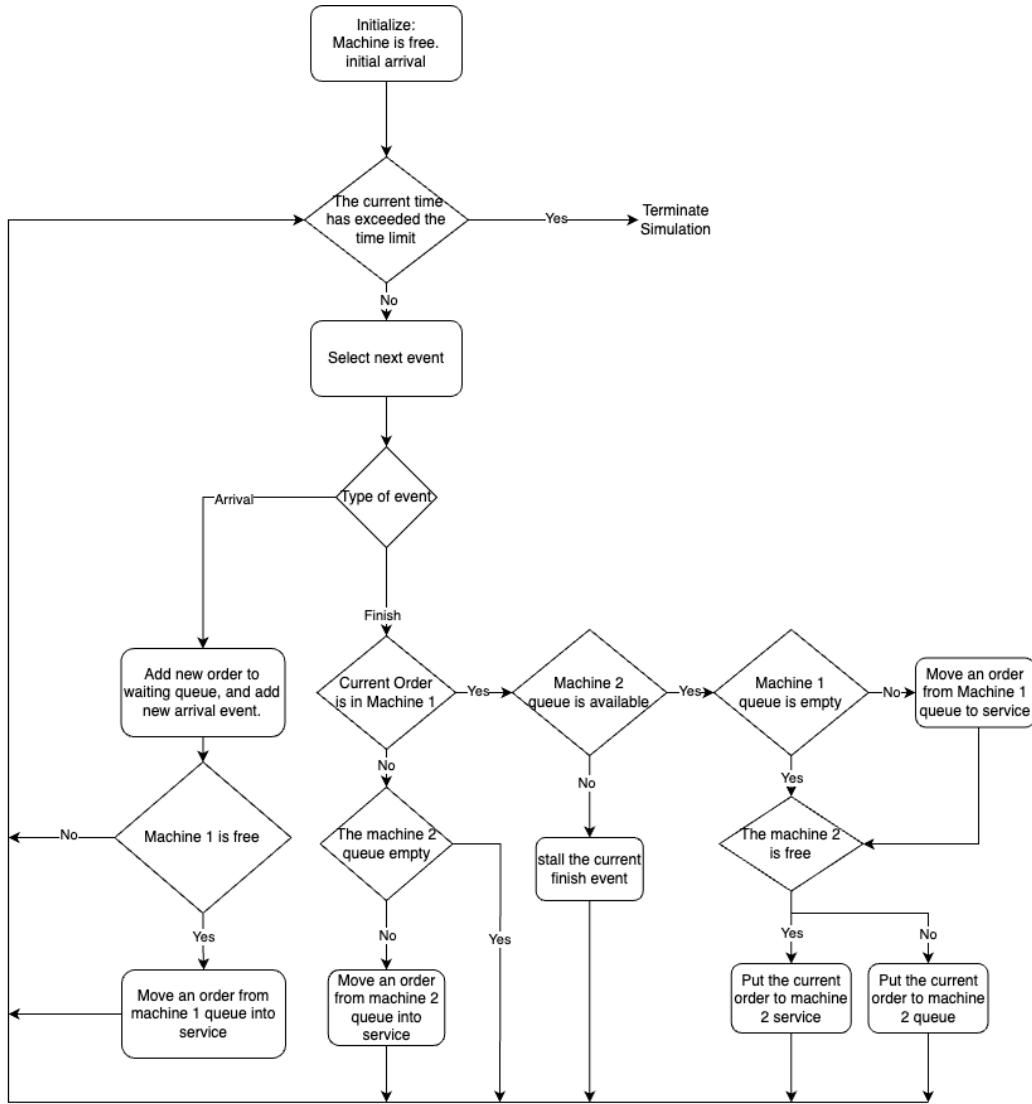 Initialize:
Machine is free.
initial arrival
The current time
has exceeded the
time limit
Yes
Terminate
Simulation
No
Select next event
Type of event
Arrival
Finish
Add new order to
waiting queue, and add
new arrival event.
Current Order
is in Machine 1
Yes
Machine 2
queue is available
Yes
Machine 1
queue is empty
No
Move an order
from Machine 1
queue to service
No
No
Yes
Machine 1 is free
No
The machine 2
queue empty
stall the current
finish event
The machine 2
is free
Yes
No
Yes
Yes
No
Move an order from
machine 1 queue into
service
Move an order
from machine 2
queue into
service
Put the current
order to machine
2 service
Put the current
order to machine
2 queue